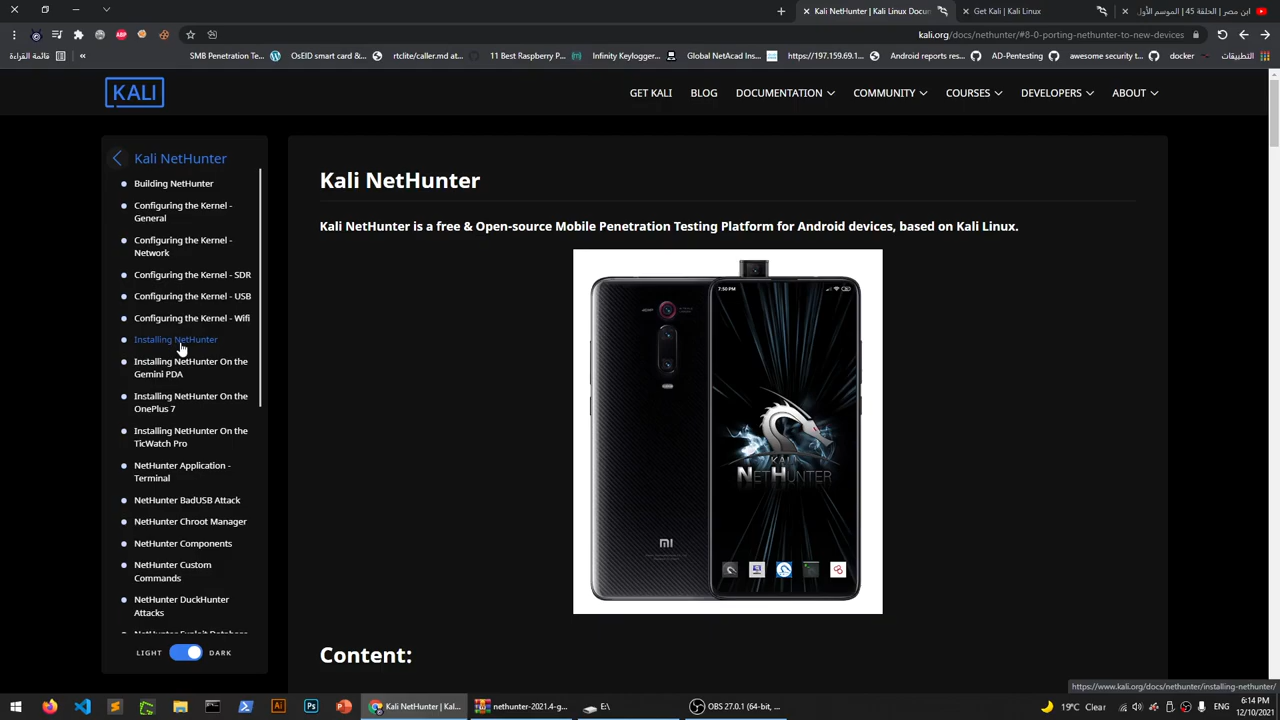 Kali NetHunter | Kali Linux Docu
Get Kali | Kali Linux
ابن مصر | الحلقة 45 | الموسم الأول
kali.org/docs/nethunter/#8-0-porting-nethunter-to-new-devices
قائمة القراءة
SMB Penetration Te...
OsEID smart card &...
rtclite/caller.md at...
11 Best Raspberry P...
Infinity Keylogger...
Global NetAcad Ins...
https://197.159.69.1...
Android reports res...
AD-Pentesting
awesome security t...
docker
التطبيقات
KALI
GET KALI
BLOG
DOCUMENTATION
COMMUNITY
COURSES
DEVELOPERS
ABOUT
Kali NetHunter
Building NetHunter
Configuring the Kernel -
General
Configuring the Kernel -
Network
Configuring the Kernel - SDR
Configuring the Kernel - USB
Configuring the Kernel - Wifi
Installing NetHunter
Installing NetHunter On the
Gemini PDA
Installing NetHunter On the
OnePlus 7
Installing NetHunter On the
TicWatch Pro
NetHunter Application -
Terminal
NetHunter BadUSB Attack
NetHunter Chroot Manager
NetHunter Components
NetHunter Custom
Commands
NetHunter DuckHunter
Attacks
NetHunter Exploit Database
LIGHT
DARK
Kali NetHunter
Kali NetHunter is a free & Open-source Mobile Penetration Testing Platform for Android devices, based on Kali Linux.
7:50 PM
KALI
NETHUNTER
MI
Content:
https://www.kali.org/docs/nethunter/installing-nethunter/
Kali NetHunter | Kal...
nethunter-2021.4-g...
E:\
OBS 27.0.1 (64-bit, ...
19°C Clear
ENG
6:14 PM
12/10/2021